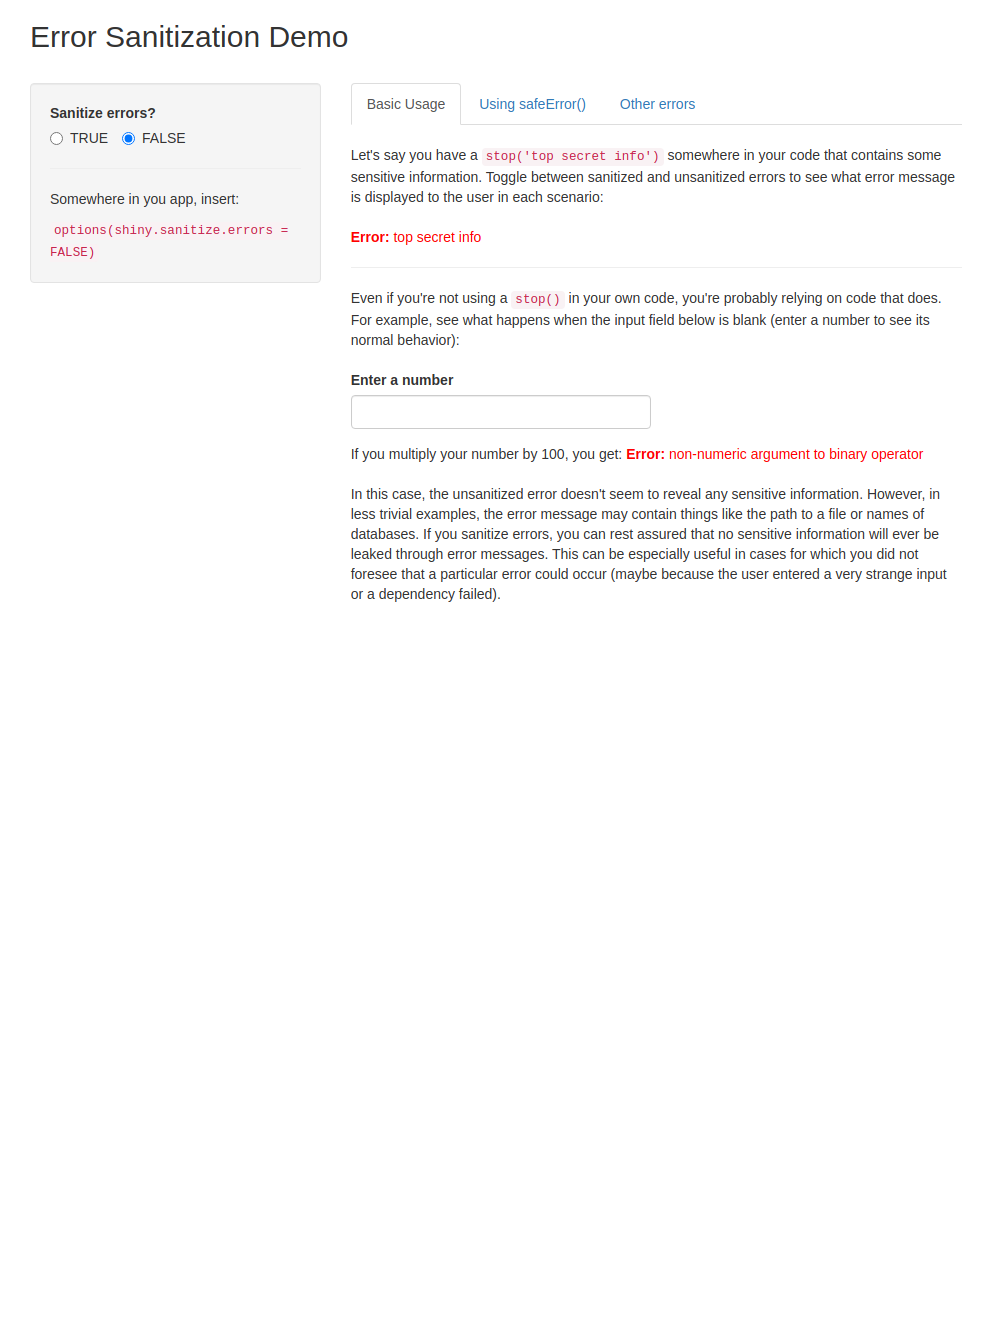 Error Sanitization Demo
Sanitize errors?
TRUE FALSE
Somewhere in you app, insert:
options(shiny.sanitize.errors =
FALSE)
Basic Usage Using safeError() Other errors
Let's say you have a stop('top secret info') somewhere in your code that contains some
sensitive information. Toggle between sanitized and unsanitized errors to see what error message
is displayed to the user in each scenario:
Error: top secret info
Even if you're not using a stop() in your own code, you're probably relying on code that does.
For example, see what happens when the input field below is blank (enter a number to see its
normal behavior):
Enter a number
If you multiply your number by 100, you get: Error: non-numeric argument to binary operator
In this case, the unsanitized error doesn't seem to reveal any sensitive information. However, in
less trivial examples, the error message may contain things like the path to a file or names of
databases. If you sanitize errors, you can rest assured that no sensitive information will ever be
leaked through error messages. This can be especially useful in cases for which you did not
foresee that a particular error could occur (maybe because the user entered a very strange input
or a dependency failed).